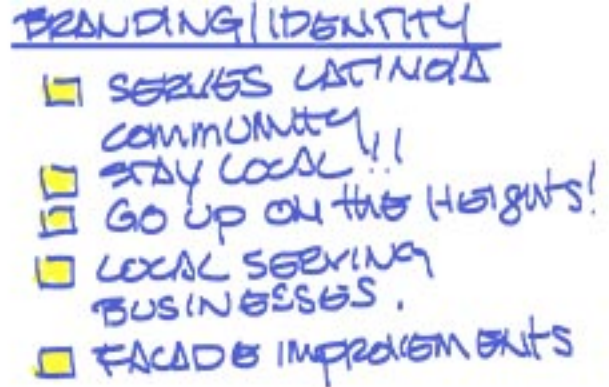 BRANDING/IDENTITY
SERVES LATINO/A
COMMUNITY
STAY LOCAL!!
GO UP ON THE HEIGHTS!
LOCAL SERVING
BUSINESSES.
FACADE IMPROVEMENTS